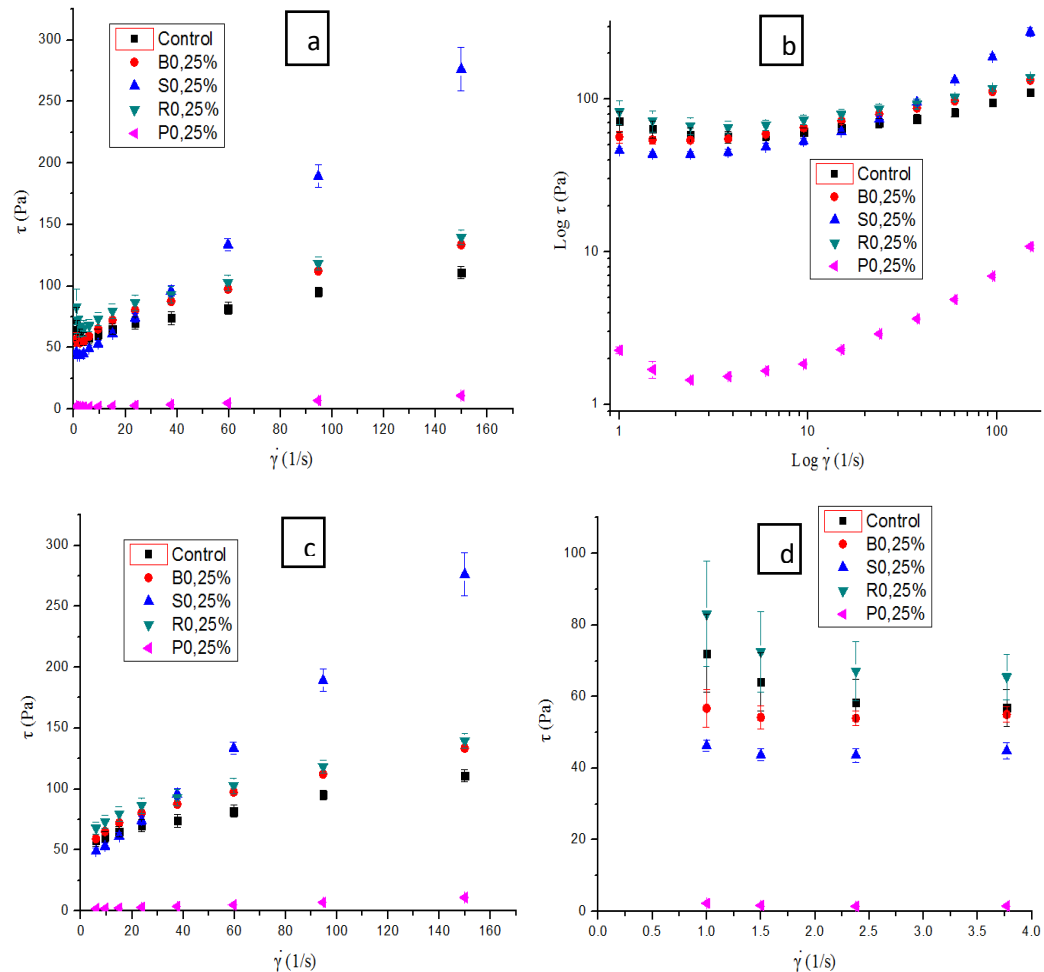 a
Control
B0,25%
S0,25%
R0,25%
P0,25%
300
250
200
150
100
50
0
τ (Pa)
0 20 40 60 80 100 120 140 160
γ̇ (1/s)
b
100
10
1
Log τ (Pa)
Control
B0,25%
S0,25%
R0,25%
P0,25%
1 10 100
Log γ̇ (1/s)
c
Control
B0,25%
S0,25%
R0,25%
P0,25%
300
250
200
150
100
50
0
τ (Pa)
0 20 40 60 80 100 120 140 160
γ̇ (1/s)
d
Control
B0,25%
S0,25%
R0,25%
P0,25%
100
80
60
40
20
0
τ (Pa)
0.0 0.5 1.0 1.5 2.0 2.5 3.0 3.5 4.0
γ̇ (1/s)